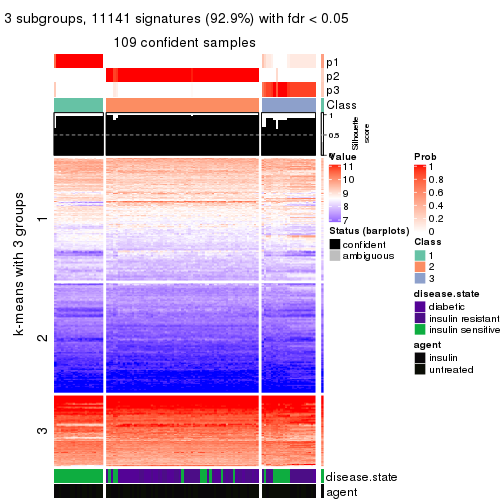 3 subgroups, 11141 signatures (92.9%) with fdr < 0.05
109 confident samples
p1
p2
p3
Class
1
0.5
0
Silhouette
score
k-means with 3 groups
1
2
3
disease.state
agent
Value
11
10
9
8
7
Status (barplots)
confident
ambiguous
Prob
1
0.8
0.6
0.4
0.2
0
Class
1
2
3
disease.state
diabetic
insulin resistant
insulin sensitive
agent
insulin
untreated